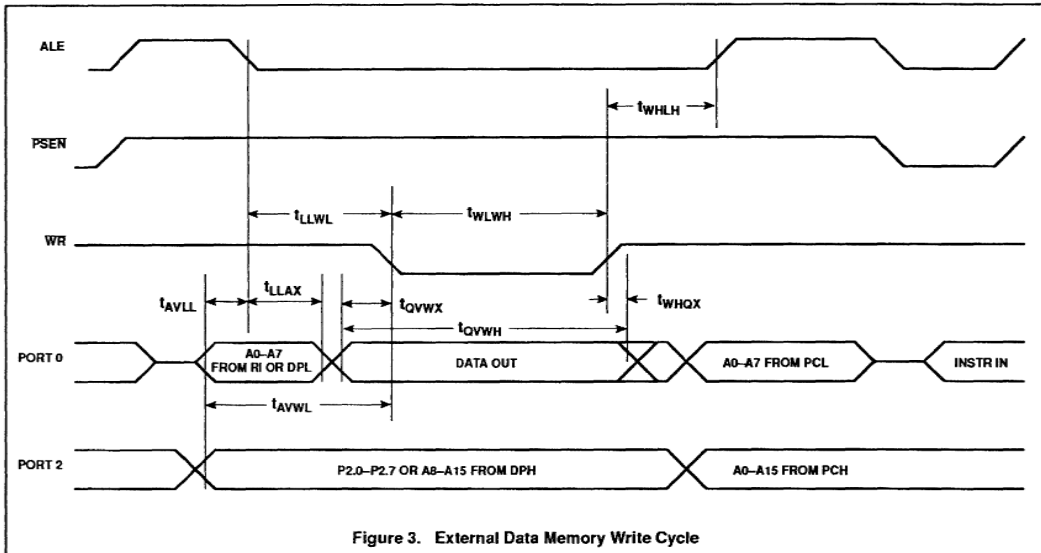 ALE
tWHLH
PSEN
tLLWL
tWLWH
WR
tAVLL
tLLAX
tQVWX
tWHQX
tQVWH
PORT 0
A0–A7
FROM RI OR DPL
DATA OUT
A0–A7 FROM PCL
INSTR IN
tAVWL
PORT 2
P2.0–P2.7 OR A8–A15 FROM DPH
A0–A15 FROM PCH
Figure 3. External Data Memory Write Cycle